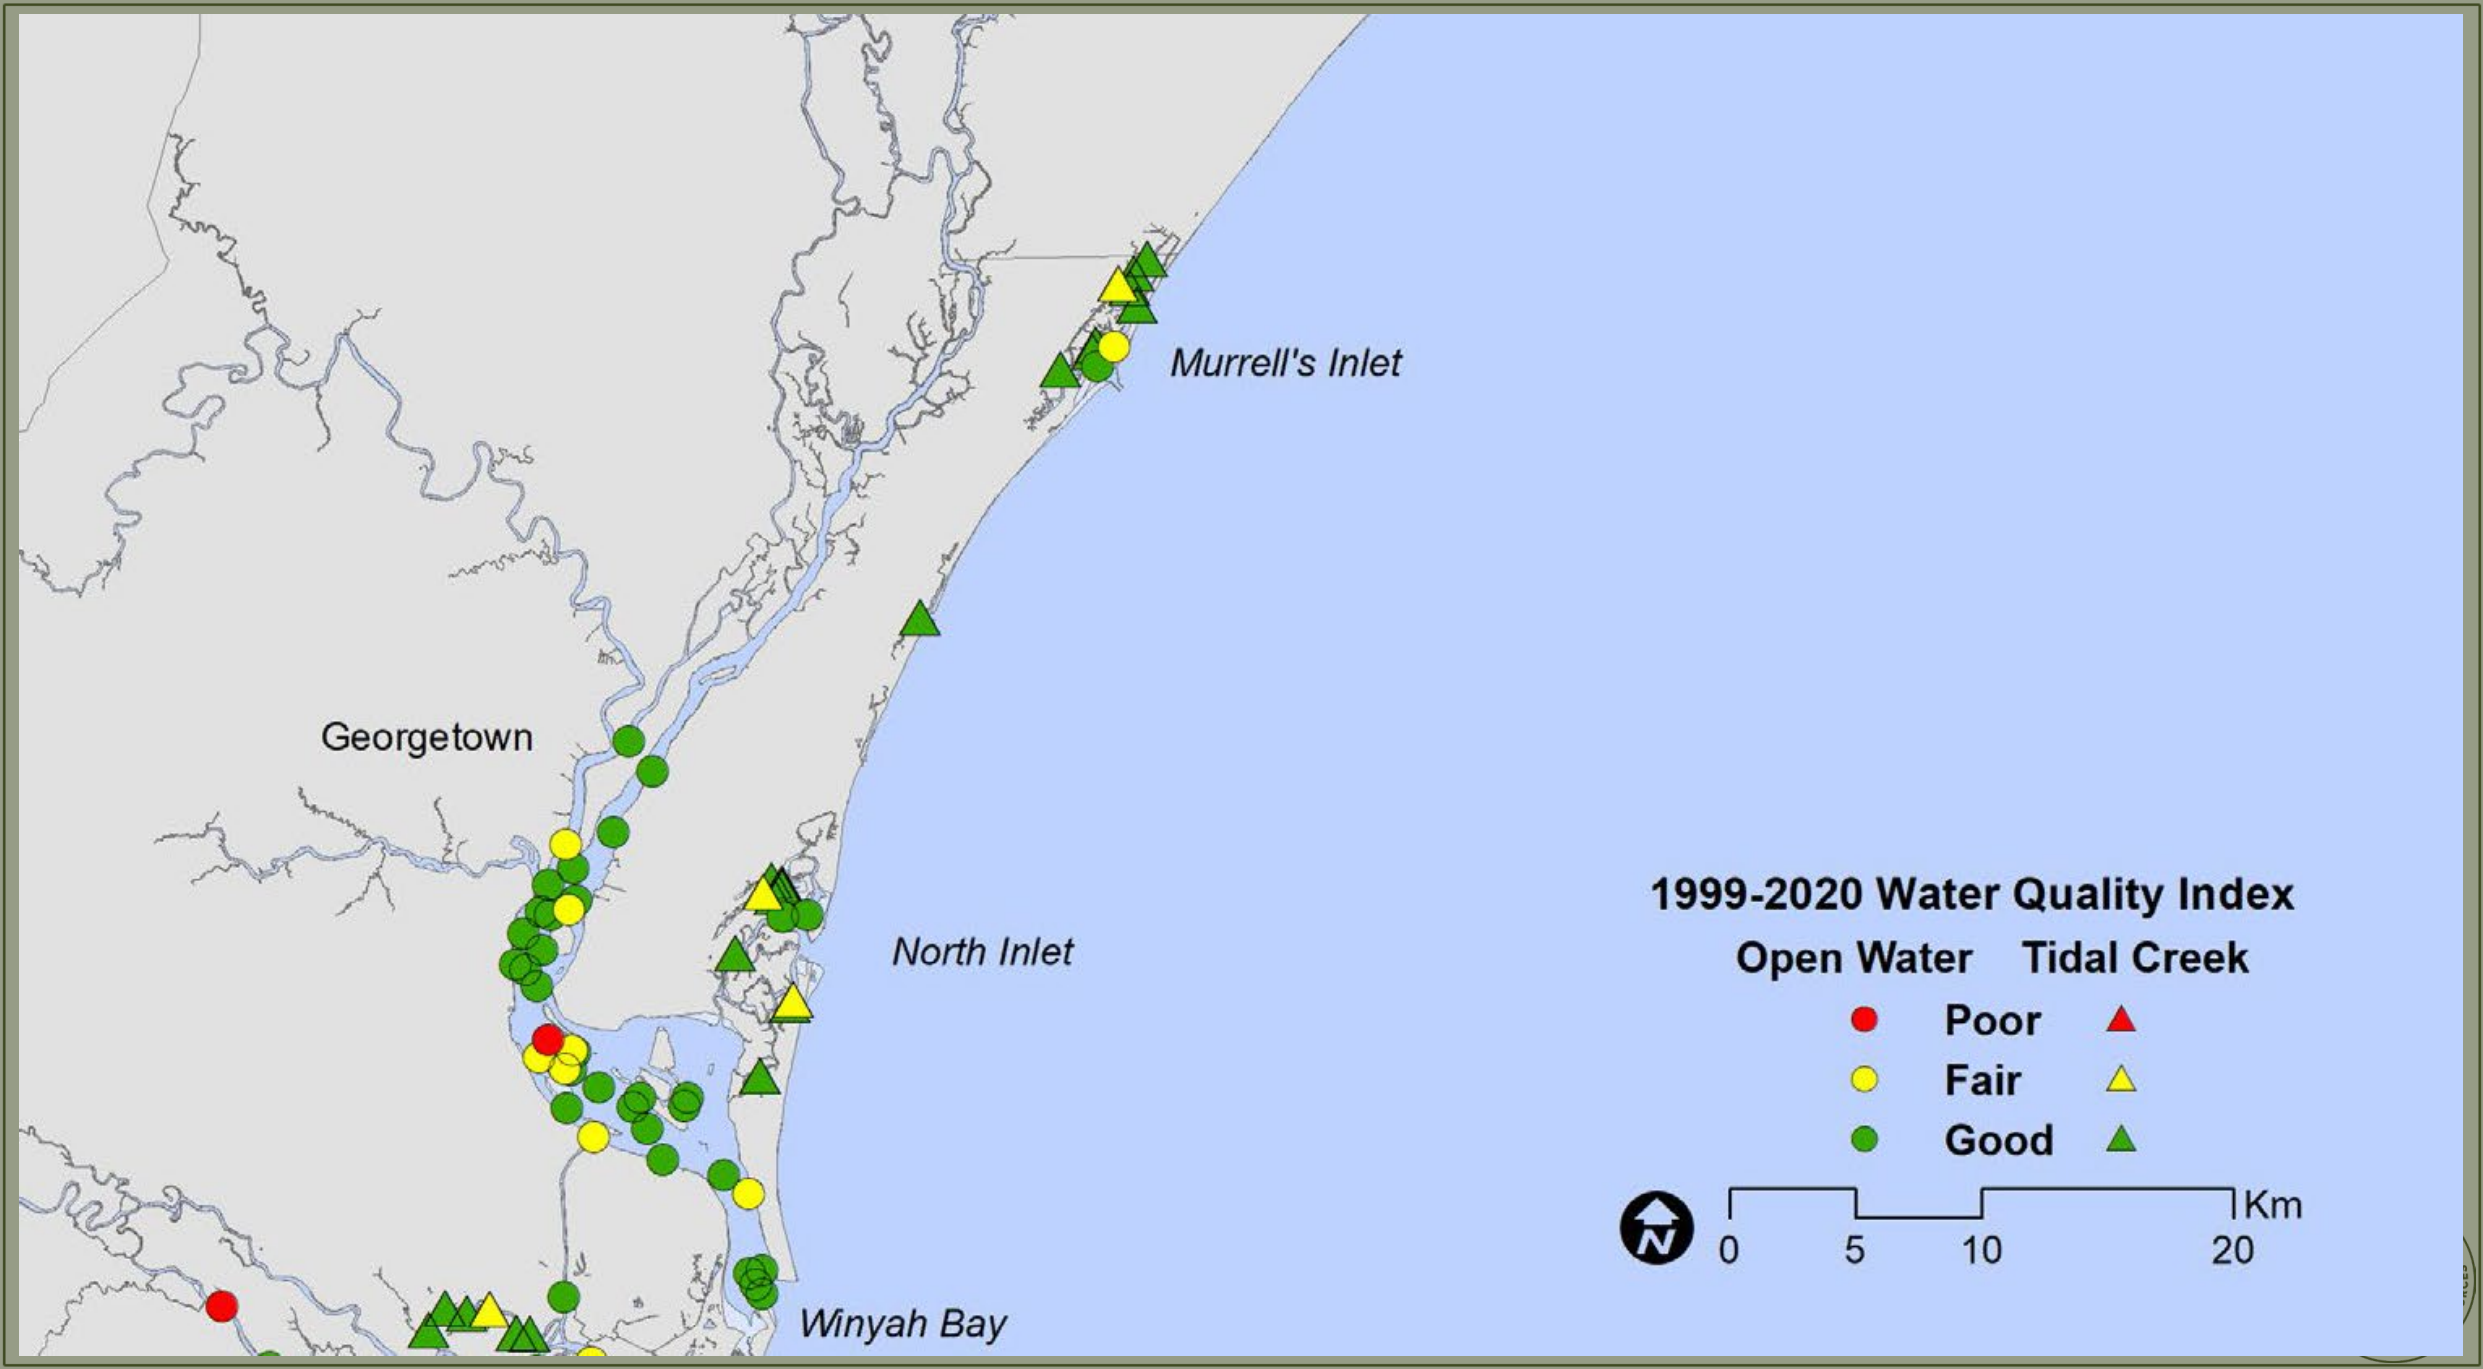 Murrell's Inlet
Georgetown
North Inlet
Winyah Bay
1999-2020 Water Quality Index
Open Water Tidal Creek
Poor
Fair
Good
N
Km
0 5 10 20